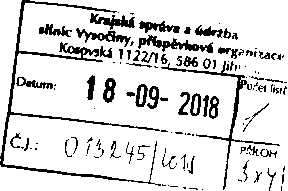 Krajská správa a údržba
silnic Vysočiny, příspěvková organizace
Kosovská 1122/16, 586 01 Jihl
Datum: 18 -09- 2018 Počet listů
Č.J.: 013245/ PŘÍLOH